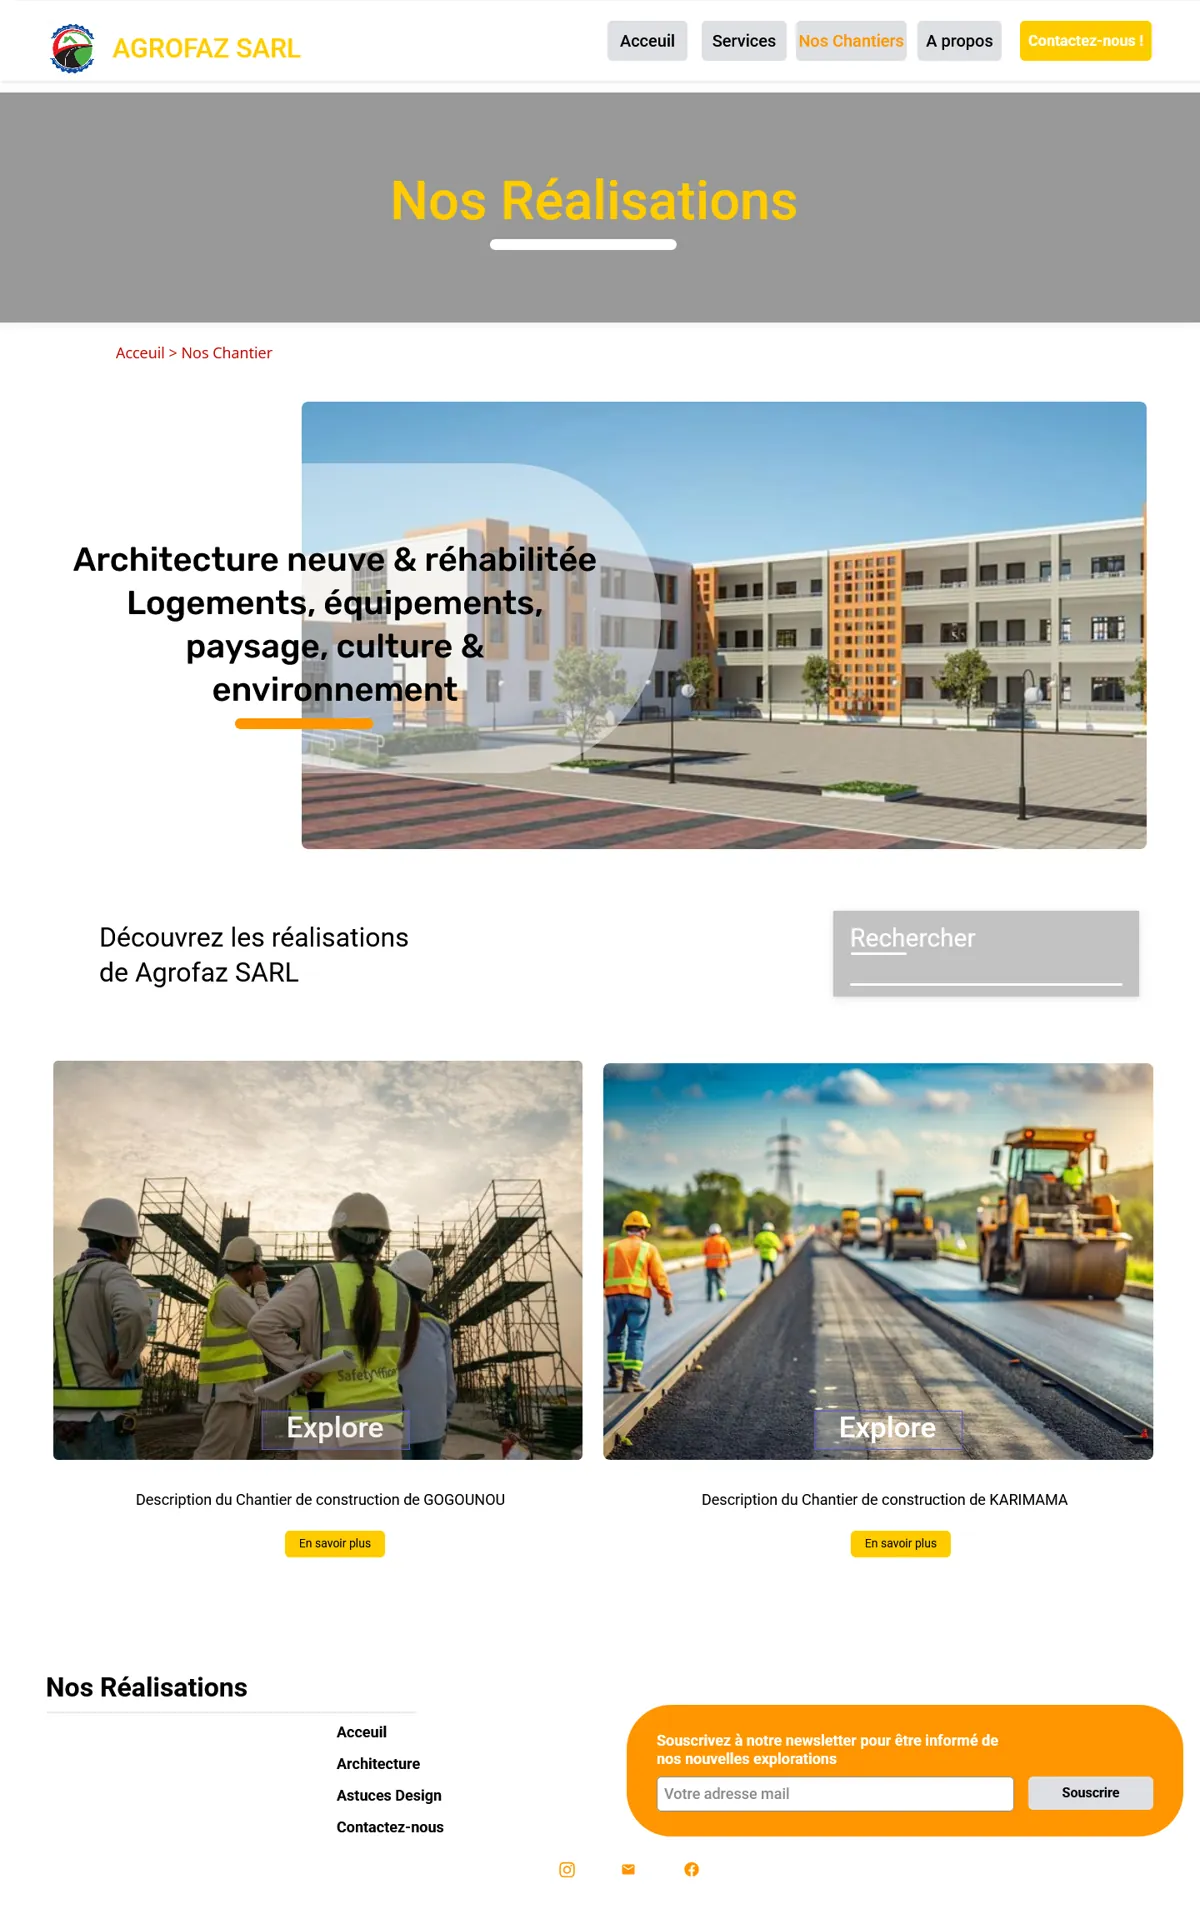 AGROFAZ SARL
Acceuil
Services
Nos Chantiers
A propos
Contactez-nous !
Nos Réalisations
Acceuil > Nos Chantier
Architecture neuve & réhabilitée
Logements, équipements,
paysage, culture &
environnement
Découvrez les réalisations
de Agrofaz SARL
Rechercher
Safety Officer
Explore
Explore
Description du Chantier de construction de GOGOUNOU
Description du Chantier de construction de KARIMAMA
En savoir plus
En savoir plus
Nos Réalisations
Acceuil
Architecture
Astuces Design
Contactez-nous
Souscrivez à notre newsletter pour être informé de
nos nouvelles explorations
Votre adresse mail
Souscrire